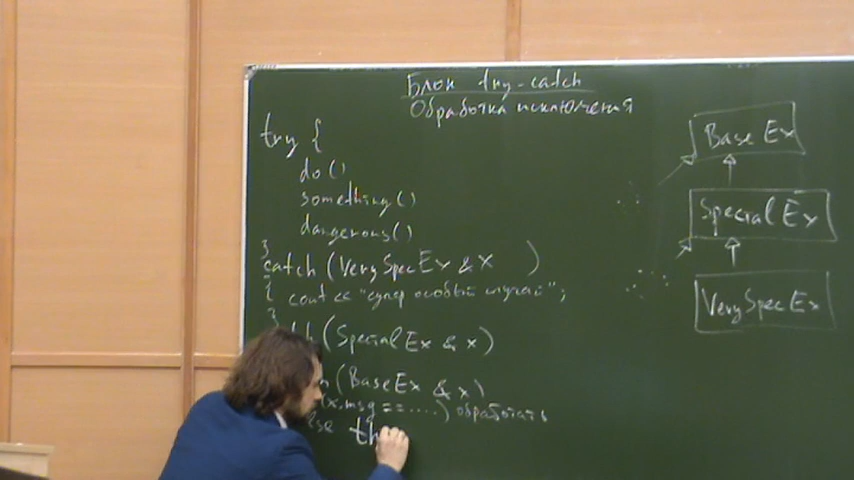 Блок try-catch
Обработка исключения
try {
do()
something()
dangerous()
}
catch (VerySpecEx & x )
{ cout << "супер особый случай";
}
(SpecialEx & x)
(BaseEx & x)
(x.msg == ....) обработать
th
Base Ex
Special Ex
VerySpecEx